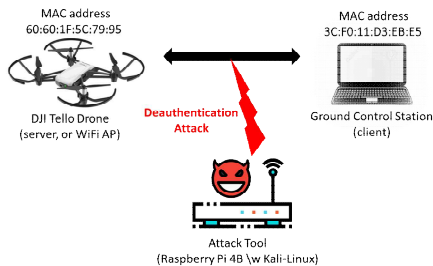 MAC address
60:60:1F:5C:79:95
MAC address
3C:F0:11:D3:EB:E5
Deauthentication
Attack
DJI Tello Drone
(server, or WiFi AP)
Ground Control Station
(client)
Attack Tool
(Raspberry Pi 4B \w Kali-Linux)